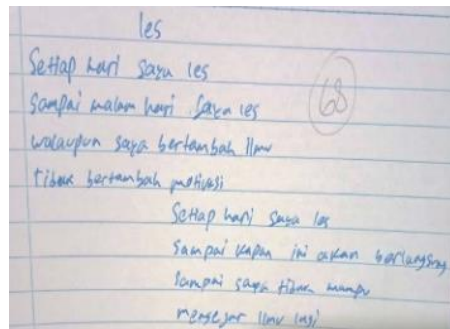 les
Setiap hari saya les
Sampai malam hari saya les
walaupun saya bertambah ilmu
tidak bertambah motivasi
68
Setiap hari saya les
Sampai kapan ini akan berlangsung
Sampai saya tidak mampu
mengejar ilmu lagi